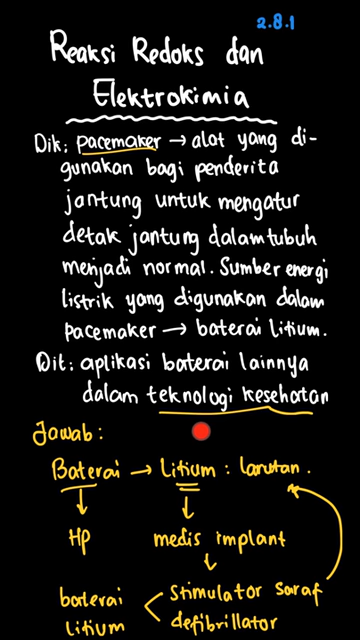 2.8.1
Reaksi Redoks dan
Elektrokimia
Dik: pacemaker → alat yang di-
gunakan bagi penderita
jantung untuk mengatur
detak jantung dalam tubuh
menjadi normal. Sumber energi
listrik yang digunakan dalam
pacemaker → baterai litium.
Dit: aplikasi baterai lainnya
dalam teknologi kesehatan
Jawab:
Baterai → Litium : larutan.
HP medis implant
baterai litium < stimulator saraf
defibrillator